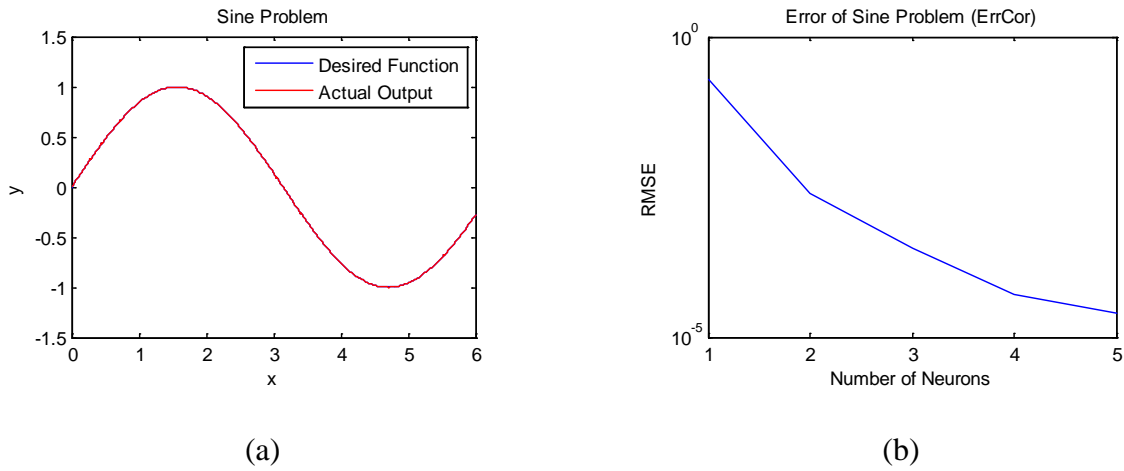 Sine Problem
1.5
1
0.5
0
-0.5
-1
-1.5
y
Desired Function
Actual Output
0 1 2 3 4 5 6
x
(a)
Error of Sine Problem (ErrCor)
10^0
10^-5
RMSE
1 2 3 4 5
Number of Neurons
(b)